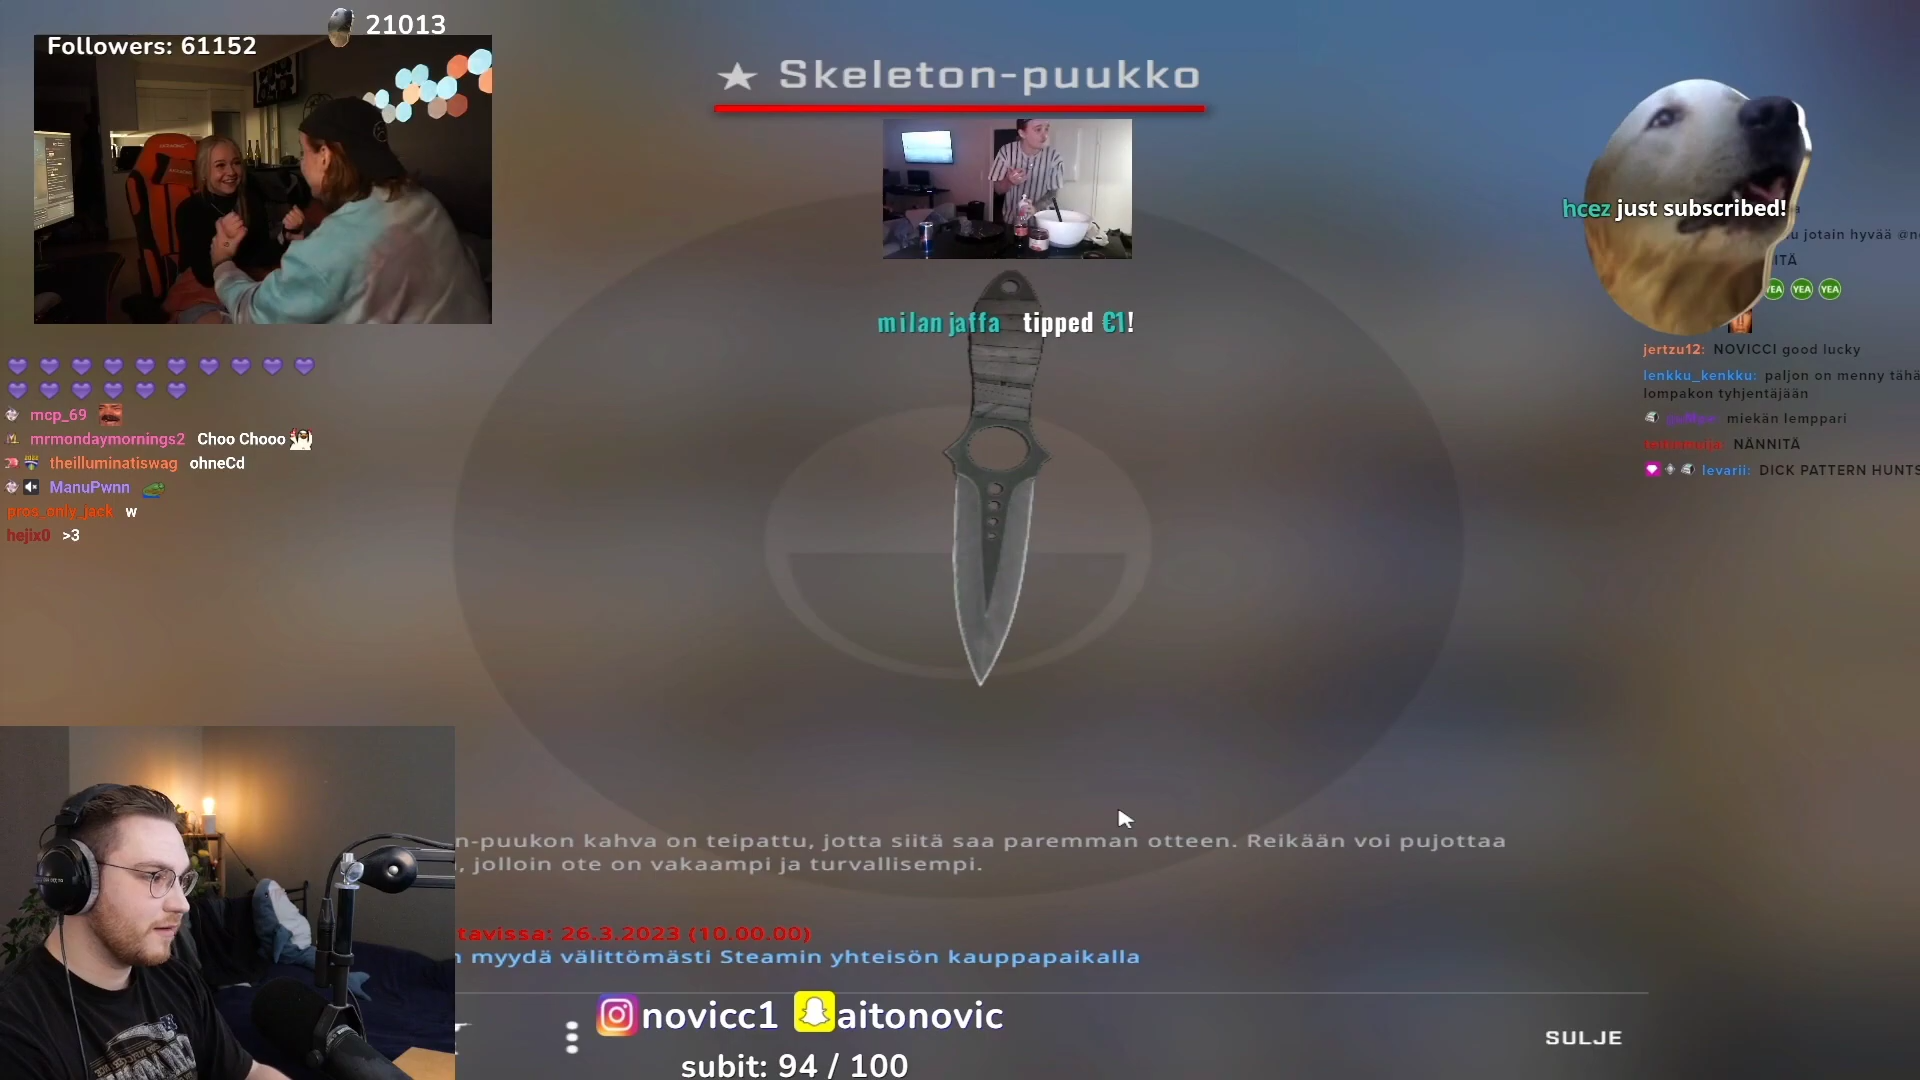 Followers: 61152
21013
★ Skeleton-puukko
hcez just subscribed!
u jotain hyvää @n
ITÄ
YEA YEA YEA
milan jaffa tipped €1!
jertzu12: NOVICCI good lucky
lenkku_kenkku: paljon on menny tähä
lompakon tyhjentäjään
miekän lemppari
NÄNNITÄ
levarii: DICK PATTERN HUNTS
mcp_69
mrmondaymornings2 Choo Chooo
theilluminatiswag ohneCd
ManuPwnn
pros_only_jack w
hejix0 >3
n-puukon kahva on teipattu, jotta siitä saa paremman otteen. Reikään voi pujottaa
, jolloin ote on vakaampi ja turvallisempi.
tavissa: 26.3.2023 (10.00.00)
n myydä välittömästi Steamin yhteisön kauppapaikalla
novicc1 aitonovic
SULJE
subit: 94 / 100